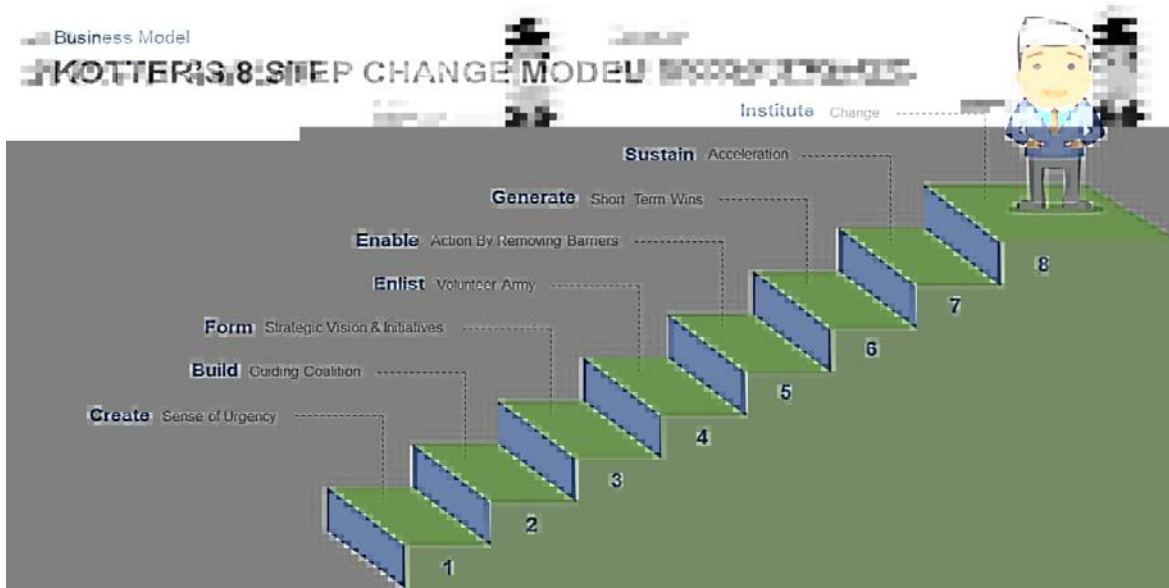 Business Model
KOTTER'S 8 STEP CHANGE MODEL
Institute Change
Sustain Acceleration
Generate Short Term Wins
Enable Action By Removing Barriers
Enlist Volunteer Army
Form Strategic Vision & Initiatives
Build Guiding Coalition
Create Sense of Urgency
8
7
6
5
4
3
2
1